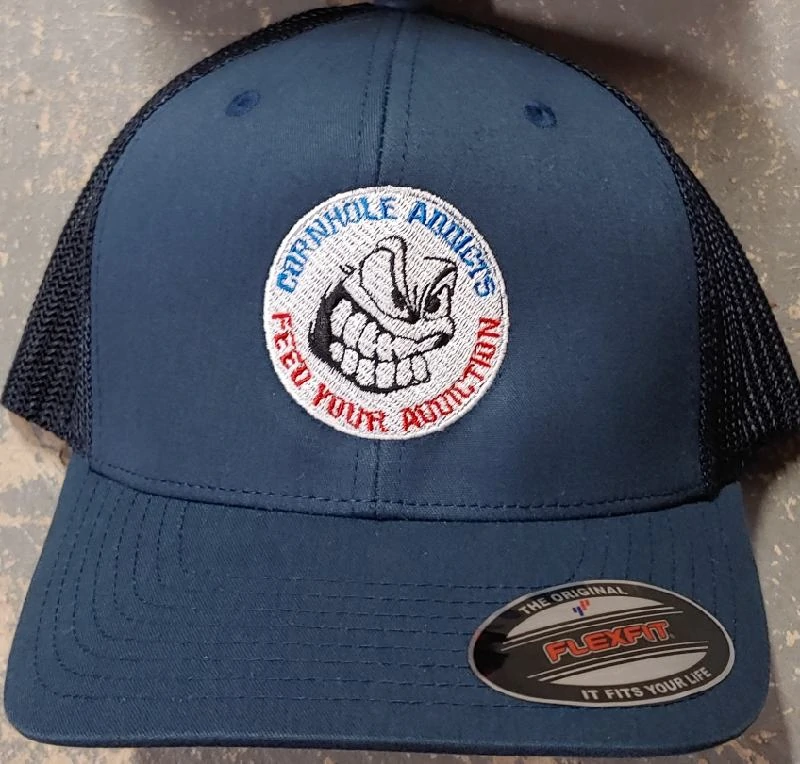 CORNHOLE ADDICTS
FEED YOUR ADDICTION
THE ORIGINAL
FLEXFIT
IT FITS YOUR LIFE